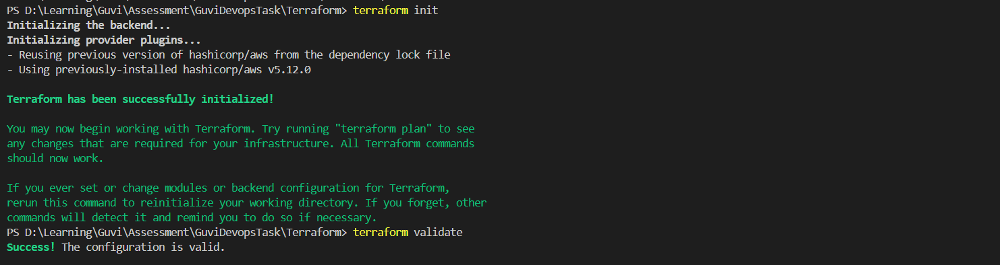 PS D:\Learning\Guvi\Assessment\GuviDevopsTask\Terraform> terraform init
Initializing the backend...
Initializing provider plugins...
- Reusing previous version of hashicorp/aws from the dependency lock file
- Using previously-installed hashicorp/aws v5.12.0
Terraform has been successfully initialized!
You may now begin working with Terraform. Try running "terraform plan" to see
any changes that are required for your infrastructure. All Terraform commands
should now work.
If you ever set or change modules or backend configuration for Terraform,
rerun this command to reinitialize your working directory. If you forget, other
commands will detect it and remind you to do so if necessary.
PS D:\Learning\Guvi\Assessment\GuviDevopsTask\Terraform> terraform validate
Success! The configuration is valid.